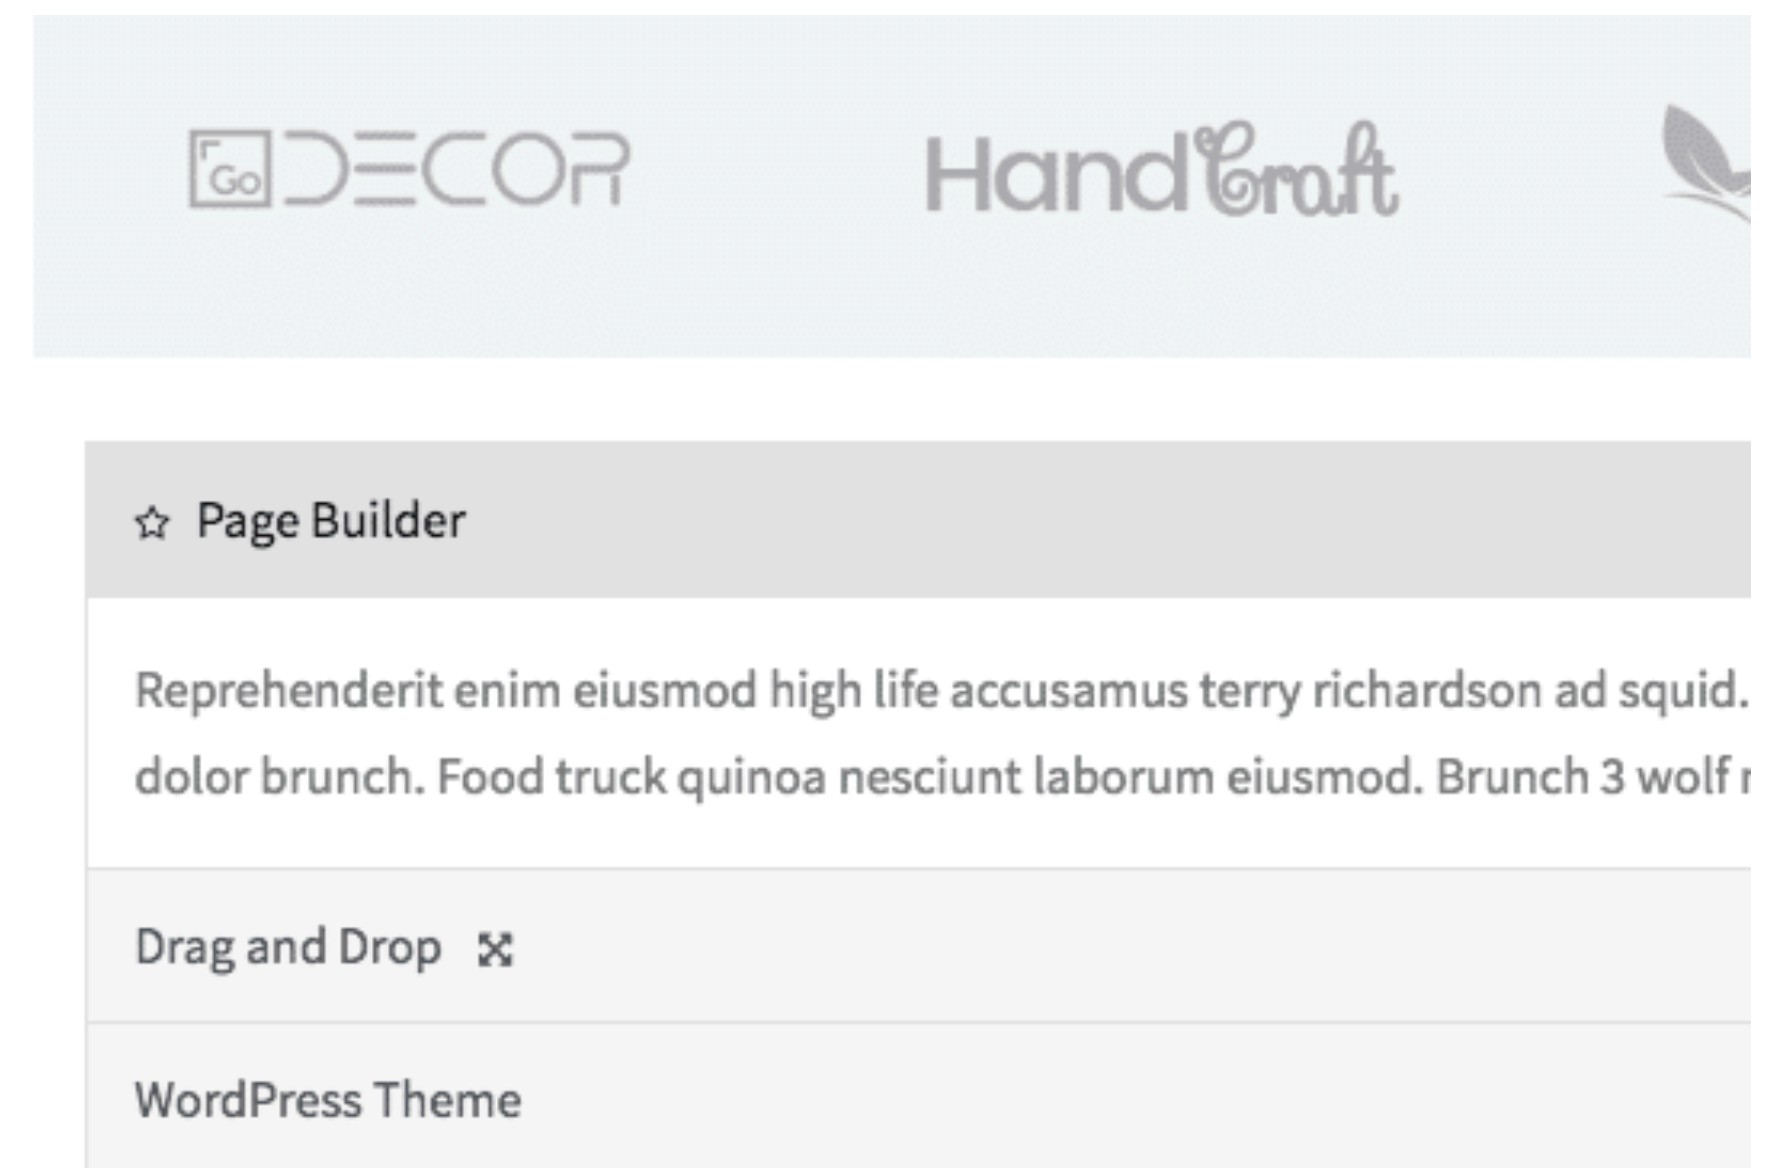 Go DECOR HandCraft
Page Builder
Reprehenderit enim eiusmod high life accusamus terry richardson ad squid.
dolor brunch. Food truck quinoa nesciunt laborum eiusmod. Brunch 3 wolf
Drag and Drop
WordPress Theme